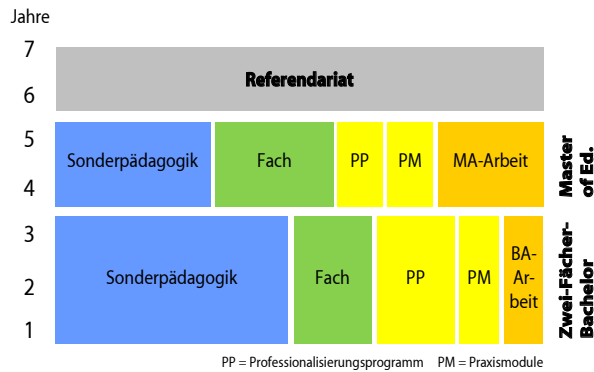 Jahre
7
Referendariat
6
5
Sonderpädagogik Fach PP PM MA-Arbeit
4
Master
of Ed.
3
Sonderpädagogik Fach PP PM BA-
Ar-
beit
2
1
Zwei-Fächer-
Bachelor
PP = Professionalisierungsprogramm PM = Praxismodule